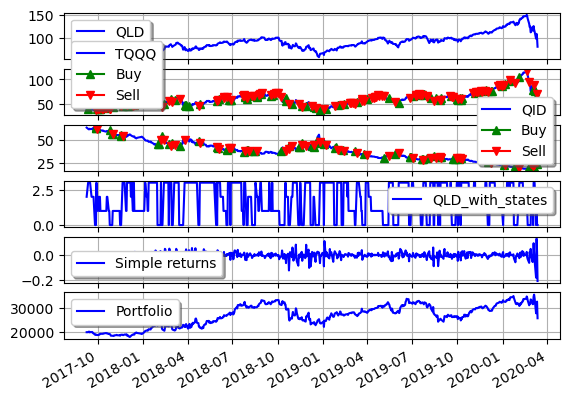 150
100
QLD
TQQQ
Buy
Sell
100
50
QID
Buy
Sell
50
25
2.5
0.0
QLD_with_states
0.0
−0.2
Simple returns
30000
20000
Portfolio
2017-10
2018-01
2018-04
2018-07
2018-10
2019-01
2019-04
2019-07
2019-10
2020-01
2020-04